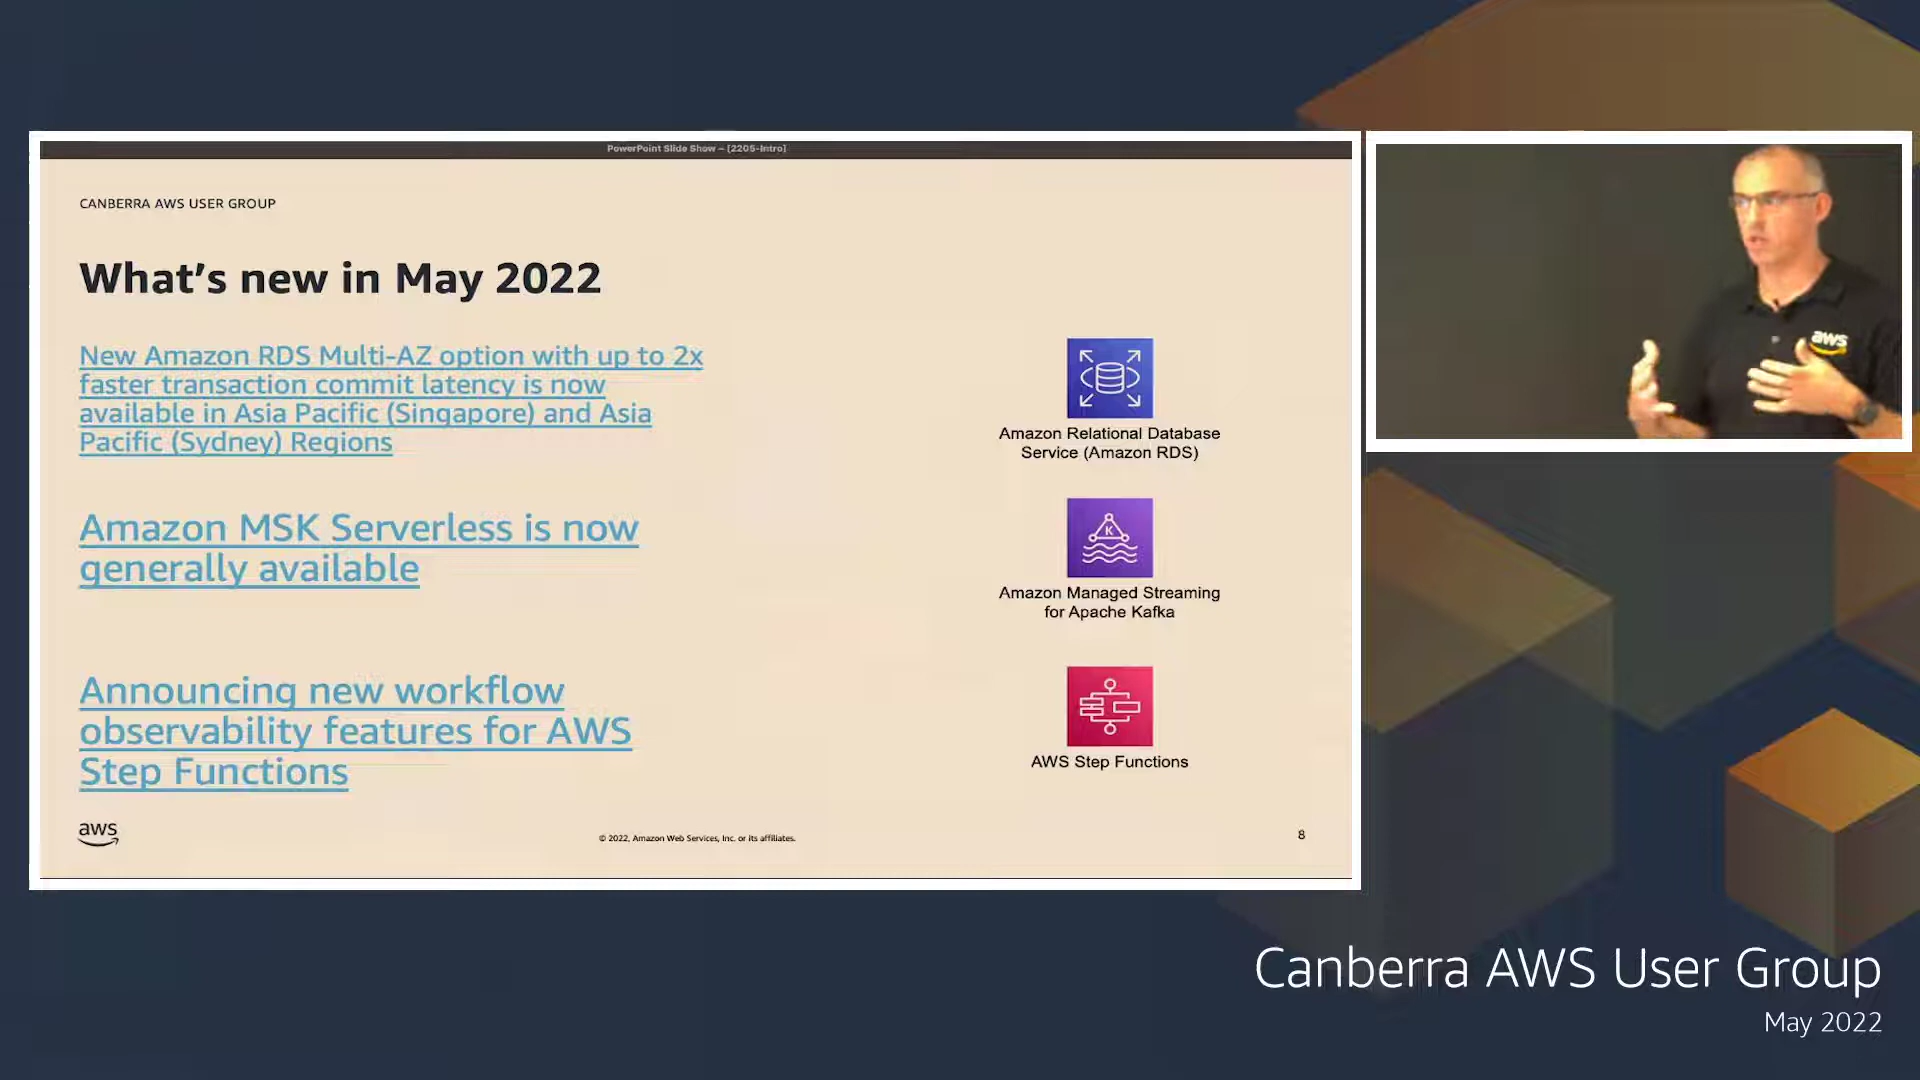 PowerPoint Slide Show – [2205-Intro]
CANBERRA AWS USER GROUP
What's new in May 2022
New Amazon RDS Multi-AZ option with up to 2x
faster transaction commit latency is now
available in Asia Pacific (Singapore) and Asia
Pacific (Sydney) Regions
Amazon Relational Database
Service (Amazon RDS)
Amazon MSK Serverless is now
generally available
K
Amazon Managed Streaming
for Apache Kafka
Announcing new workflow
observability features for AWS
Step Functions
AWS Step Functions
aws
© 2022, Amazon Web Services, Inc. or its affiliates.
8
aws
Canberra AWS User Group
May 2022